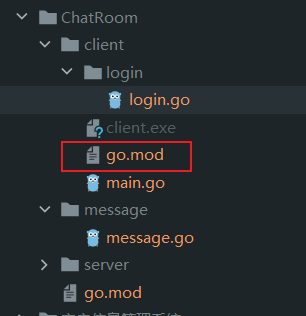 ChatRoom
client
login
login.go
client.exe
go.mod
main.go
message
message.go
server
go.mod